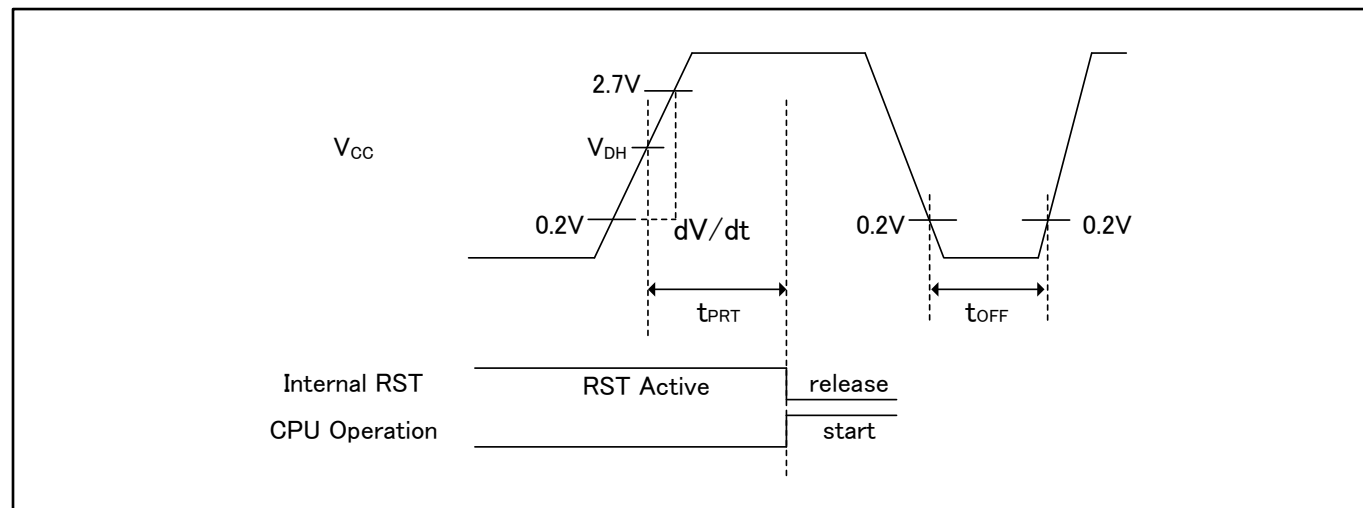 2.7V
VCC
VDH
0.2V
dV/dt
0.2V
0.2V
tPRT
tOFF
Internal RST
RST Active
release
CPU Operation
start